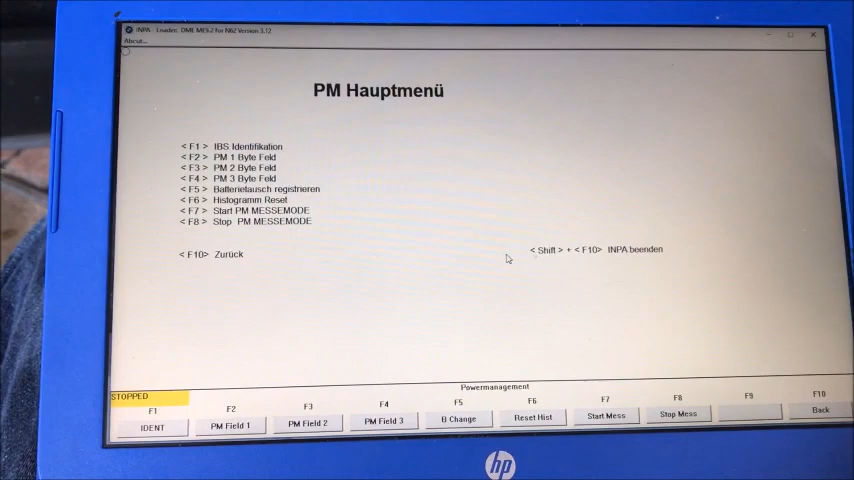 INPA - Loader: DME ME9.2 for N62 Version 3.12
About...
PM Hauptmenü
< F1 > IBS Identifikation
< F2 > PM 1 Byte Feld
< F3 > PM 2 Byte Feld
< F4 > PM 3 Byte Feld
< F5 > Batterietausch registrieren
< F6 > Histogramm Reset
< F7 > Start PM MESSEMODE
< F8 > Stop PM MESSEMODE
< F10> Zurück
< Shift > + < F10> INPA beenden
STOPPED
Powermanagement
F1 F2 F3 F4 F5 F6 F7 F8 F9 F10
IDENT PM Field 1 PM Field 2 PM Field 3 B Change Reset Hist Start Mess Stop Mess Back
hp